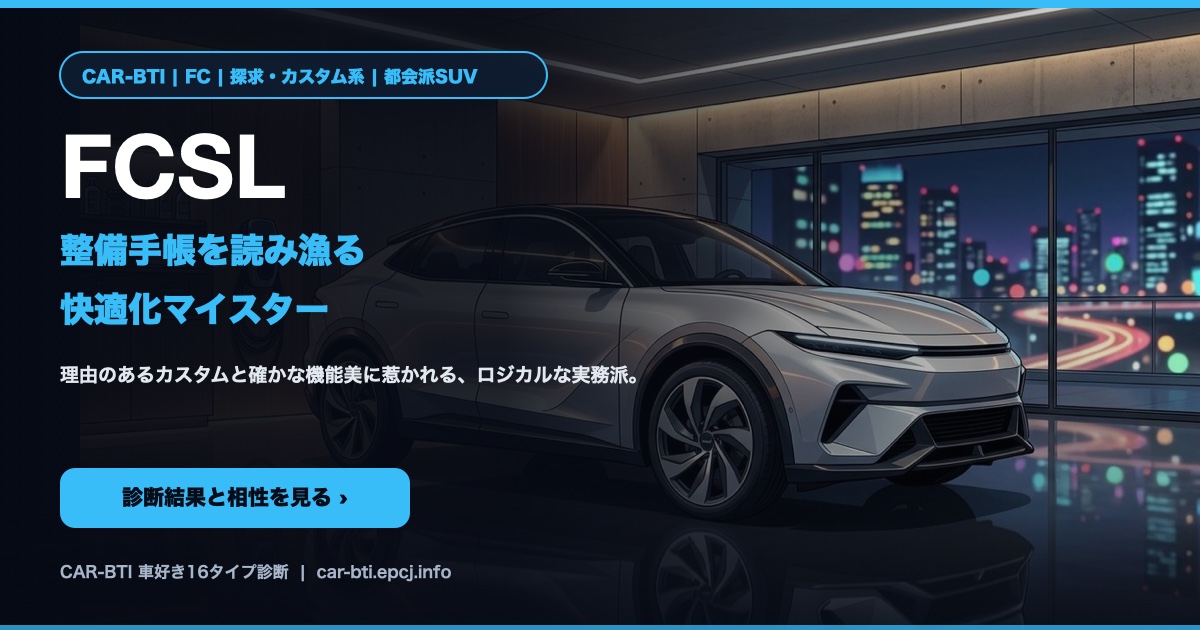 CAR-BTI | FC | 探求・カスタム系 | 都会派SUV
FCSL
整備手帳を読み漁る
快適化マイスター
理由のあるカスタムと確かな機能美に惹かれる、ロジカルな実務派。
診断結果と相性を見る ›
CAR-BTI 車好き16タイプ診断 | car-bti.epcj.info